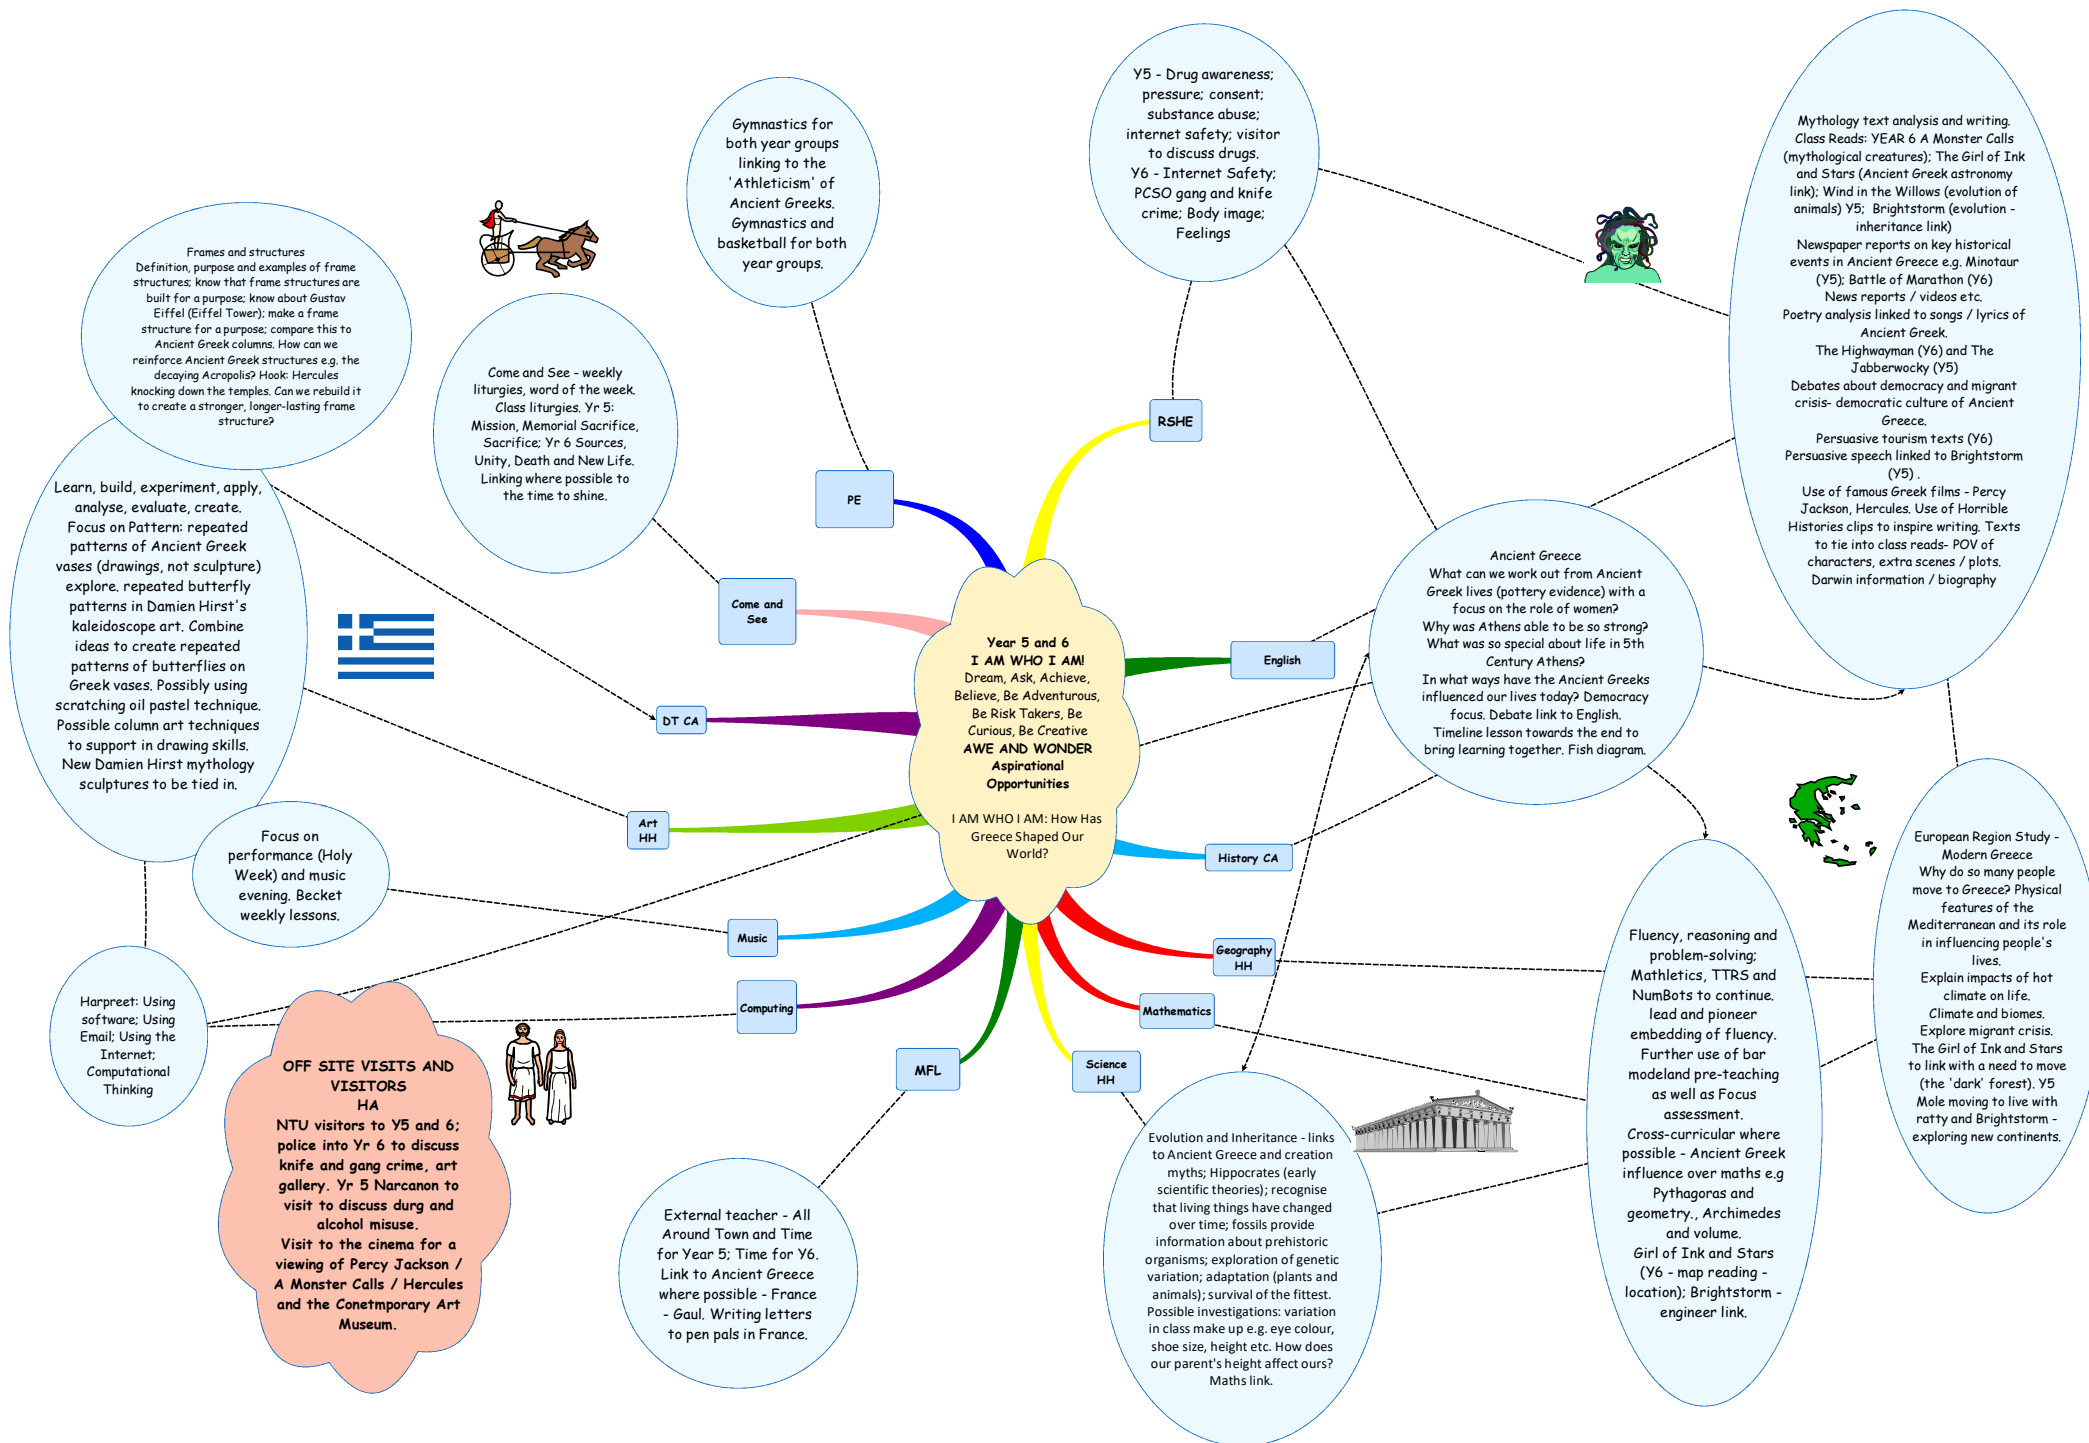 Y5 - Drug awareness;
pressure; consent;
substance abuse;
internet safety; visitor
to discuss drugs.
Y6 - Internet Safety;
PCSO gang and knife
crime; Body image;
Feelings
Gymnastics for
both year groups
linking to the
'Athleticism' of
Ancient Greeks.
Gymnastics and
basketball for both
year groups.
Mythology text analysis and writing.
Class Reads: YEAR 6 A Monster Calls
(mythological creatures); The Girl of Ink
and Stars (Ancient Greek astronomy
link); Wind in the Willows (evolution of
animals) Y5;  Brightstorm (evolution -
inheritance link)
Newspaper reports on key historical
events in Ancient Greece e.g. Minotaur
(Y5); Battle of Marathon (Y6)
News reports / videos etc.
Poetry analysis linked to songs / lyrics of
Ancient Greek.
The Highwayman (Y6) and The
Jabberwocky (Y5)
Debates about democracy and migrant
crisis- democratic culture of Ancient
Greece.
Persuasive tourism texts (Y6)
Persuasive speech linked to Brightstorm
(Y5) .
Use of famous Greek films - Percy
Jackson, Hercules. Use of Horrible
Histories clips to inspire writing. Texts
to tie into class reads- POV of
characters, extra scenes / plots.
Darwin information / biography
Frames and structures
Definition, purpose and examples of frame
structures; know that frame structures are
built for a purpose; know about Gustav
Eiffel (Eiffel Tower); make a frame
structure for a purpose; compare this to
Ancient Greek columns. How can we
reinforce Ancient Greek structures e.g. the
decaying Acropolis? Hook: Hercules
knocking down the temples. Can we rebuild it
to create a stronger, longer-lasting frame
structure?
Come and See - weekly
liturgies, word of the week.
Class liturgies. Yr 5:
Mission, Memorial Sacrifice,
Sacrifice; Yr 6 Sources,
Unity, Death and New Life.
Linking where possible to
the time to shine.
RSHE
PE
Learn, build, experiment, apply,
analyse, evaluate, create.
Focus on Pattern: repeated
patterns of Ancient Greek
vases (drawings, not sculpture)
explore. repeated butterfly
patterns in Damien Hirst's
kaleidoscope art. Combine
ideas to create repeated
patterns of butterflies on
Greek vases. Possibly using
scratching oil pastel technique.
Possible column art techniques
to support in drawing skills.
New Damien Hirst mythology
sculptures to be tied in.
Come and
See
English
DT CA
Year 5 and 6
I AM WHO I AM!
Dream, Ask, Achieve,
Believe, Be Adventurous,
Be Risk Takers, Be
Curious, Be Creative
AWE AND WONDER
Aspirational
Opportunities
I AM WHO I AM: How Has
Greece Shaped Our
World?
Ancient Greece
What can we work out from Ancient
Greek lives (pottery evidence) with a
focus on the role of women?
Why was Athens able to be so strong?
What was so special about life in 5th
Century Athens?
In what ways have the Ancient Greeks
influenced our lives today? Democracy
focus. Debate link to English.
Timeline lesson towards the end to
bring learning together. Fish diagram.
Art
HH
History CA
Focus on
performance (Holy
Week) and music
evening. Becket
weekly lessons.
Music
Geography
HH
European Region Study -
Modern Greece
Why do so many people
move to Greece? Physical
features of the
Mediterranean and its role
in influencing people's
lives.
Explain impacts of hot
climate on life.
Climate and biomes.
Explore migrant crisis.
The Girl of Ink and Stars
to link with a need to move
(the 'dark' forest). Y5
Mole moving to live with
ratty and Brightstorm -
exploring new continents.
Fluency, reasoning and
problem-solving;
Mathletics, TTRS and
NumBots to continue.
lead and pioneer
embedding of fluency.
Further use of bar
modeland pre-teaching
as well as Focus
assessment.
Cross-curricular where
possible - Ancient Greek
influence over maths e.g
Pythagoras and
geometry., Archimedes
and volume.
Girl of Ink and Stars
(Y6 - map reading -
location); Brightstorm -
engineer link.
Harpreet: Using
software; Using
Email; Using the
Internet;
Computational
Thinking
Computing
Mathematics
MFL
Science
HH
OFF SITE VISITS AND
VISITORS
HA
NTU visitors to Y5 and 6;
police into Yr 6 to discuss
knife and gang crime, art
gallery. Yr 5 Narcanon to
visit to discuss durg and
alcohol misuse.
Visit to the cinema for a
viewing of Percy Jackson /
A Monster Calls / Hercules
and the Conetmporary Art
Museum.
External teacher - All
Around Town and Time
for Year 5; Time for Y6.
Link to Ancient Greece
where possible - France
- Gaul. Writing letters
to pen pals in France.
Evolution and Inheritance - links
to Ancient Greece and creation
myths; Hippocrates (early
scientific theories); recognise
that living things have changed
over time; fossils provide
information about prehistoric
organisms; exploration of genetic
variation; adaptation (plants and
animals); survival of the fittest.
Possible investigations: variation
in class make up e.g. eye colour,
shoe size, height etc. How does
our parent's height affect ours?
Maths link.